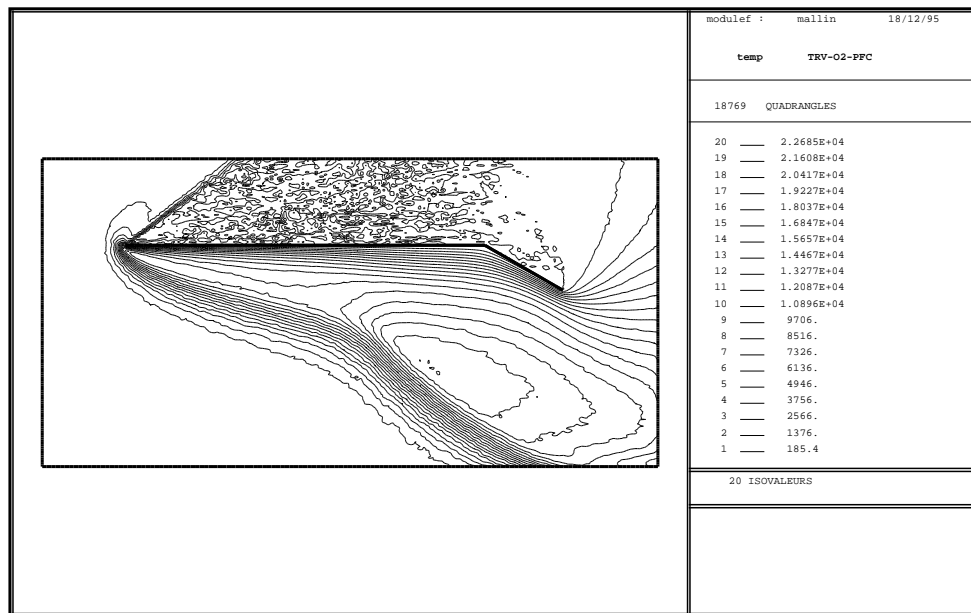 modulef : mallin 18/12/95
temp TRV-O2-PFC
18769 QUADRANGLES
20 2.2685E+04
19 2.1608E+04
18 2.0417E+04
17 1.9227E+04
16 1.8037E+04
15 1.6847E+04
14 1.5657E+04
13 1.4467E+04
12 1.3277E+04
11 1.2087E+04
10 1.0896E+04
9 9706.
8 8516.
7 7326.
6 6136.
5 4946.
4 3756.
3 2566.
2 1376.
1 185.4
20 ISOVALEURS